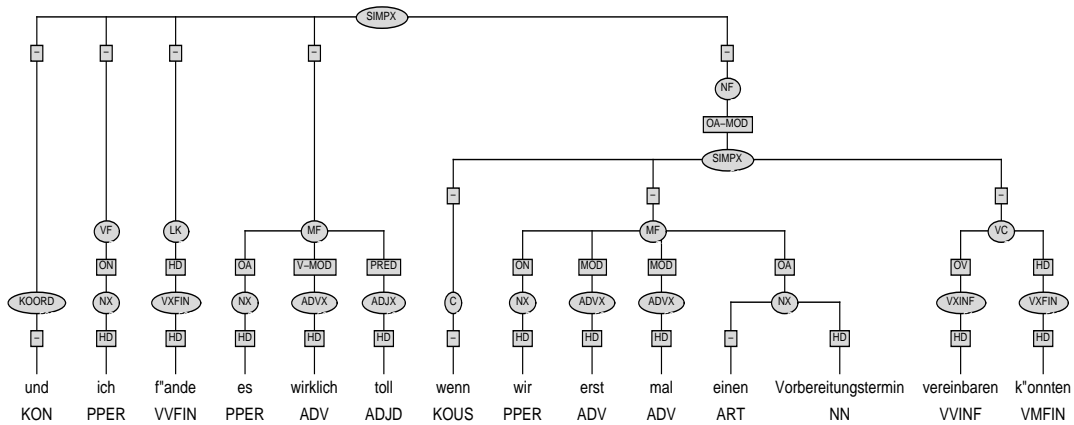 SIMPX
– – – – –
NF
OA–MOD
SIMPX
– – –
VF LK MF MF VC
ON HD OA V–MOD PRED ON MOD MOD OA OV HD
KOORD NX VXFIN NX ADVX ADJX C NX ADVX ADVX NX VXINF VXFIN
– HD HD HD HD HD – HD HD HD – HD HD HD
und ich f"ande es wirklich toll wenn wir erst mal einen Vorbereitungstermin vereinbaren k"onnten
KON PPER VVFIN PPER ADV ADJD KOUS PPER ADV ADV ART NN VVINF VMFIN